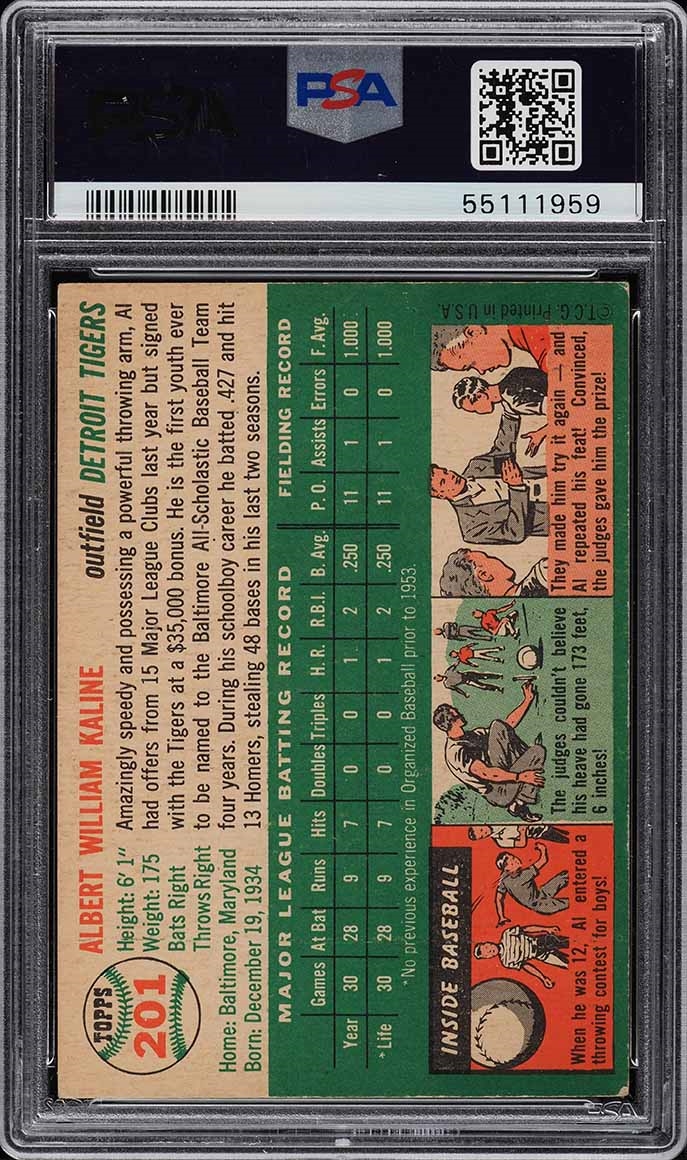 PSA
PSA
55111959
TOPPS
201
ALBERT WILLIAM KALINE
outfield DETROIT TIGERS
Height: 6' 1"
Weight: 175
Bats Right
Throws Right
Home: Baltimore, Maryland
Born: December 19, 1934
Amazingly speedy and possessing a powerful throwing arm, Al
had offers from 15 Major League Clubs last year but signed
with the Tigers at a $35,000 bonus. He is the first youth ever
to be named to the Baltimore All-Scholastic Baseball Team
four years. During his schoolboy career he batted .427 and hit
13 Homers, stealing 48 bases in his last two seasons.
MAJOR LEAGUE BATTING RECORD FIELDING RECORD
Games At Bat Runs Hits Doubles Triples H. R. R.B.I. B. Avg. P. O. Assists Errors F. Avg.
Year 30 28 9 7 0 0 1 2 .250 11 1 0 1.000
*Life 30 28 9 7 0 0 1 2 .250 11 1 0 1.000
*No previous experience in Organized Baseball prior to 1953.
INSIDE BASEBALL
When he was 12, Al entered a
throwing contest for boys!
The judges couldn't believe
his heave had gone 173 feet,
6 inches!
They made him try it again — and
Al repeated his feat! Convinced,
the judges gave him the prize!
©T.C.G. Printed in U.S.A.
PSA